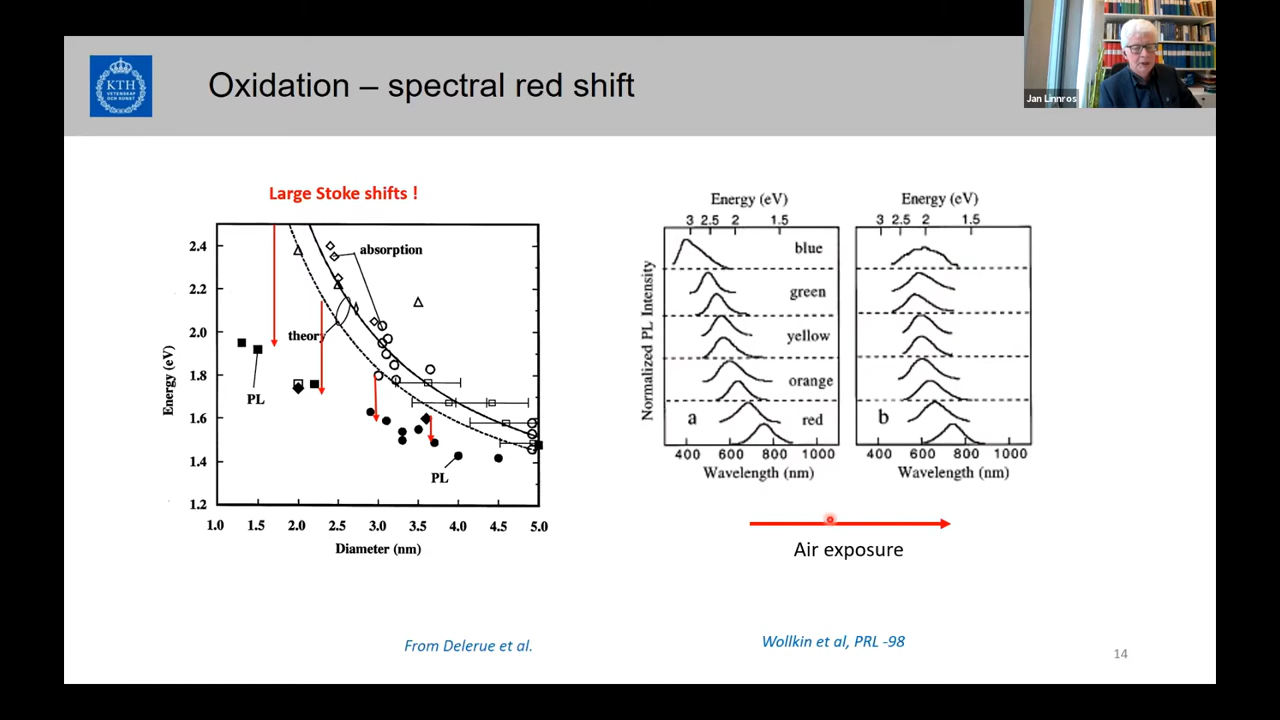 KTH
VETENSKAP
OCH KONST
Oxidation – spectral red shift
Jan Linnros
Large Stoke shifts !
2.4
2.2
2.0
1.8
1.6
1.4
1.2
Energy (eV)
absorption
theory
PL
PL
1.0 1.5 2.0 2.5 3.0 3.5 4.0 4.5 5.0
Diameter (nm)
From Delerue et al.
Energy (eV)
3 2.5 2 1.5
Normalized PL Intensity
blue
green
yellow
orange
a red
400 600 800 1000
Wavelength (nm)
Energy (eV)
3 2.5 2 1.5
b
400 600 800 1000
Wavelength (nm)
Air exposure
Wollkin et al, PRL -98
14